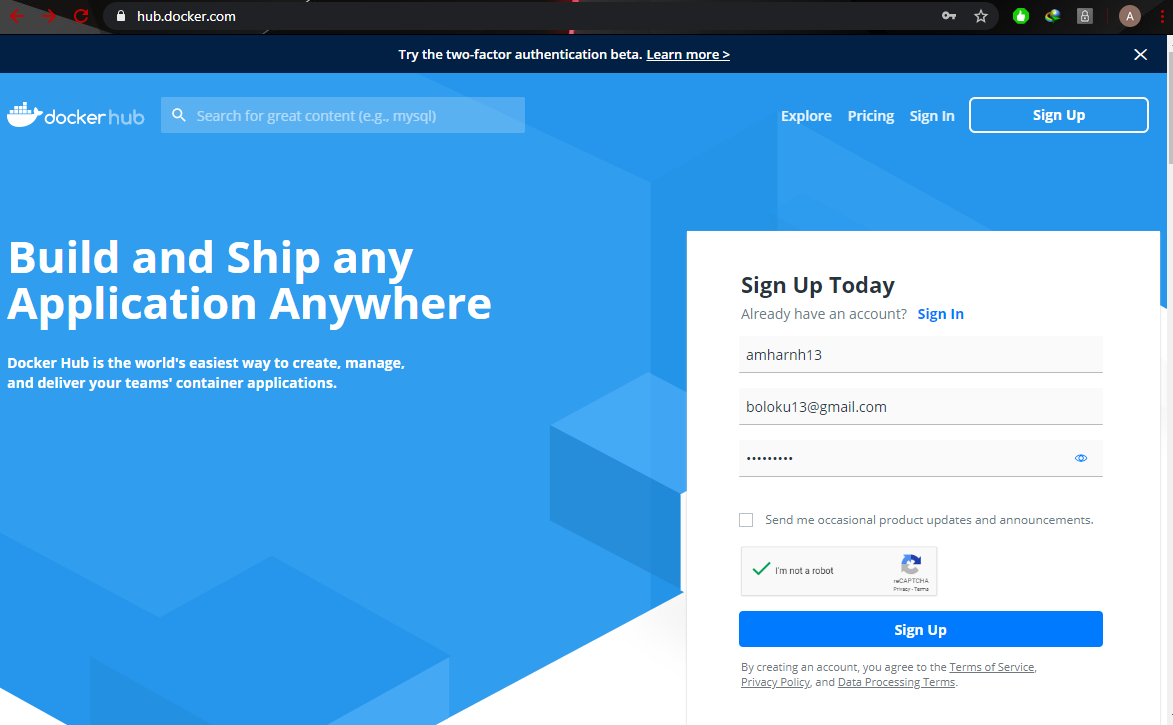 hub.docker.com
A
Try the two-factor authentication beta. Learn more >
docker hub
Search for great content (e.g., mysql)
Explore Pricing Sign In Sign Up
Build and Ship any
Application Anywhere
Docker Hub is the world's easiest way to create, manage,
and deliver your teams' container applications.
Sign Up Today
Already have an account? Sign In
amharnh13
boloku13@gmail.com
•••••••••
Send me occasional product updates and announcements.
I'm not a robot
reCAPTCHA
Privacy - Terms
Sign Up
By creating an account, you agree to the Terms of Service,
Privacy Policy, and Data Processing Terms.